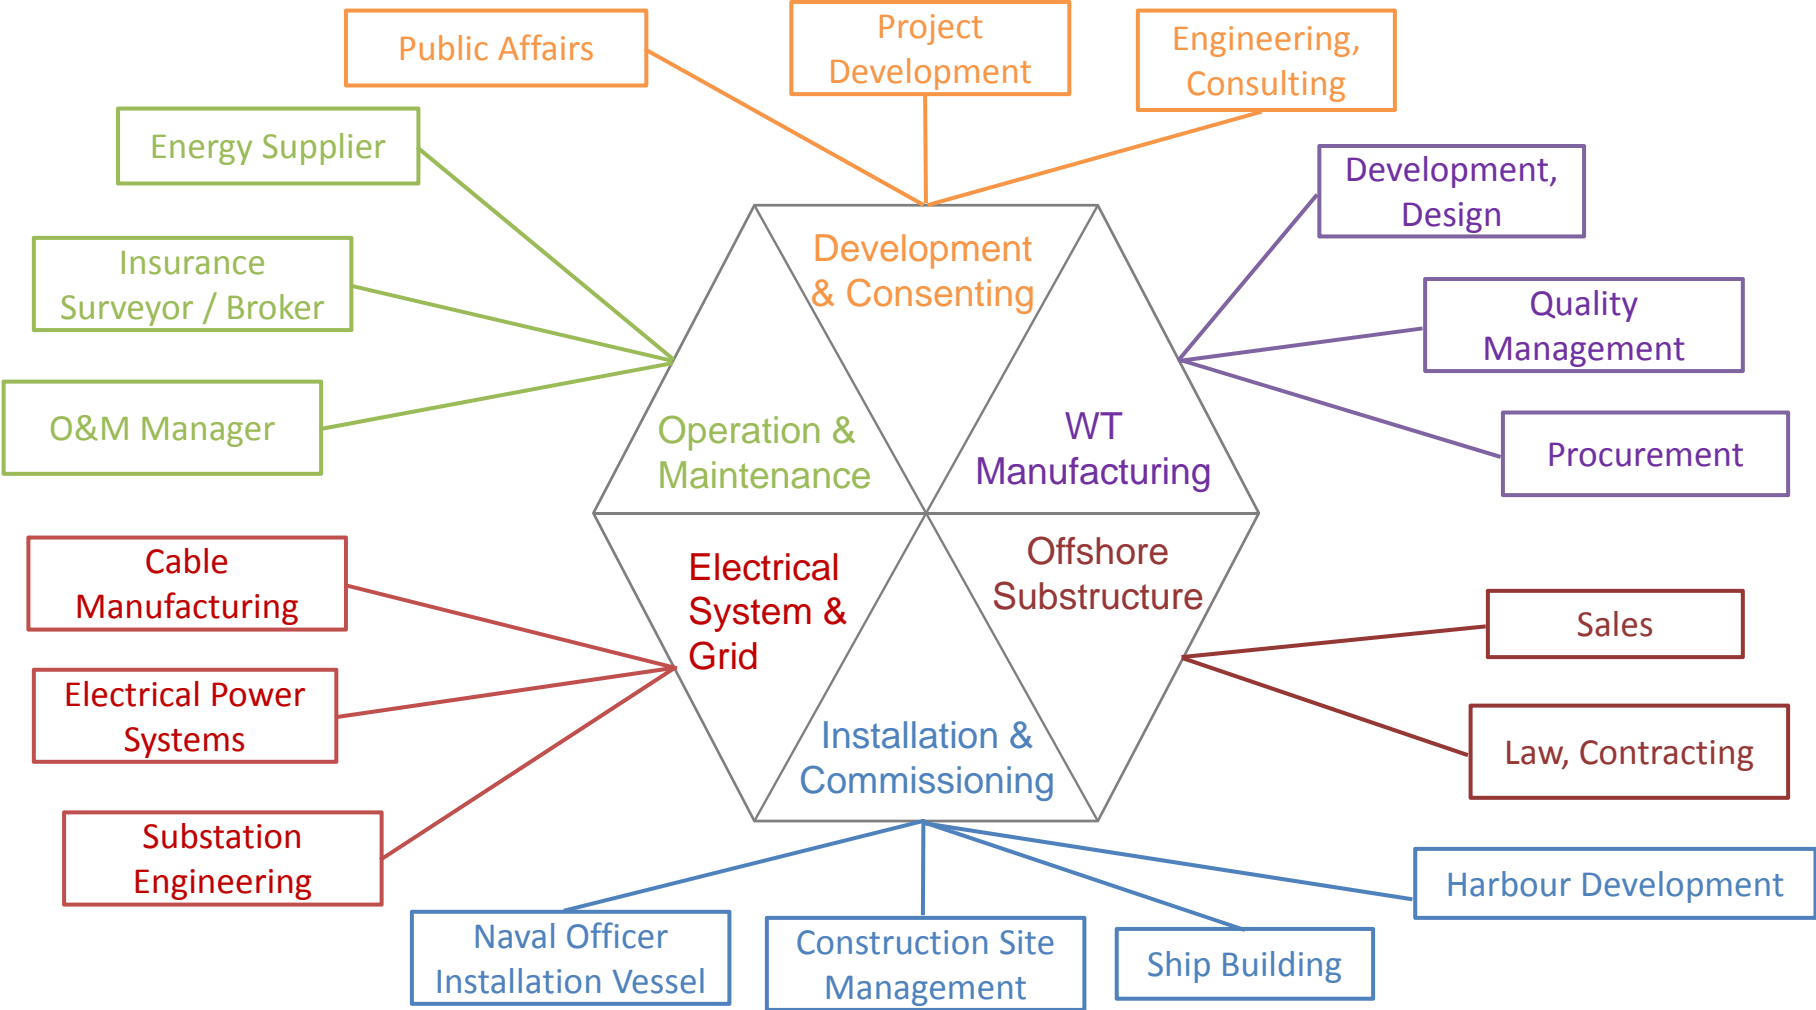 Public Affairs
Project
Development
Engineering,
Consulting
Energy Supplier
Insurance
Surveyor / Broker
O&M Manager
Development,
Design
Quality
Management
Procurement
Development
& Consenting
Operation &
Maintenance
WT
Manufacturing
Electrical
System &
Grid
Offshore
Substructure
Installation &
Commissioning
Cable
Manufacturing
Electrical Power
Systems
Substation
Engineering
Sales
Law, Contracting
Harbour Development
Naval Officer
Installation Vessel
Construction Site
Management
Ship Building